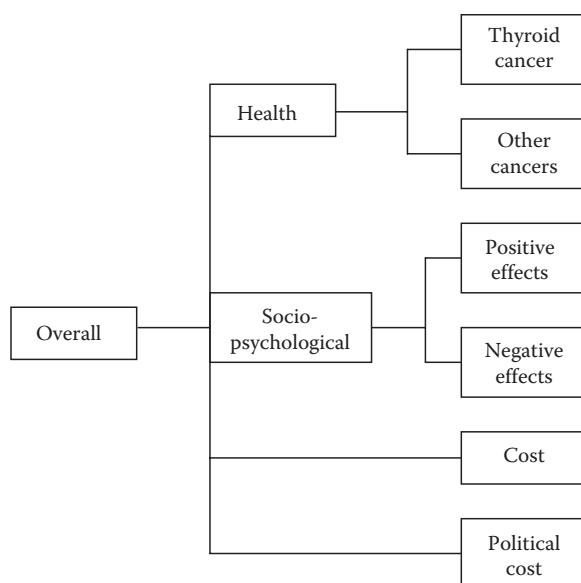 Thyroid
cancer
Health
Other
cancers
Positive
effects
Overall
Socio-
psychological
Negative
effects
Cost
Political
cost